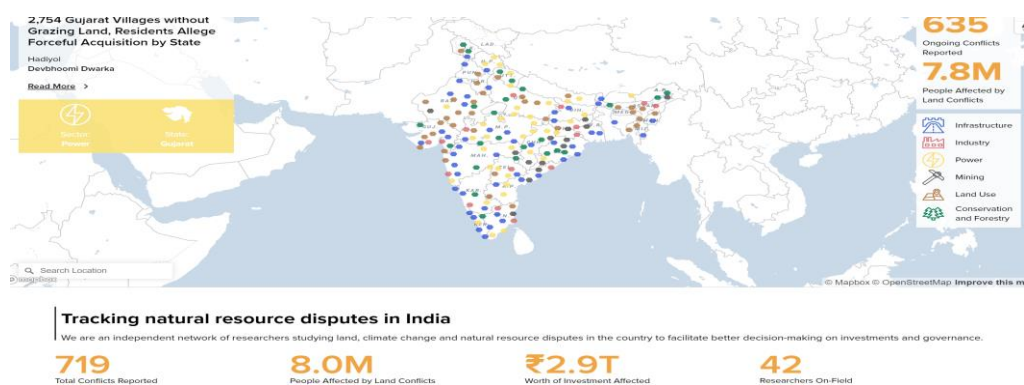 2,754 Gujarat Villages without
Grazing Land, Residents Allege
Forceful Acquisition by State
Hadiyol
Devbhoomi Dwarka
Read More >
Sector:
Power
State:
Gujarat
635
Ongoing Conflicts
Reported
7.8M
People Affected by
Land Conflicts
Infrastructure
Industry
Power
Mining
Land Use
Conservation
and Forestry
LAD
MAH
Search Location
© Mapbox © OpenStreetMap Improve this m
Tracking natural resource disputes in India
We are an independent network of researchers studying land, climate change and natural resource disputes in the country to facilitate better decision-making on investments and governance.
719
Total Conflicts Reported
8.0M
People Affected by Land Conflicts
₹2.9T
Worth of Investment Affected
42
Researchers On-Field